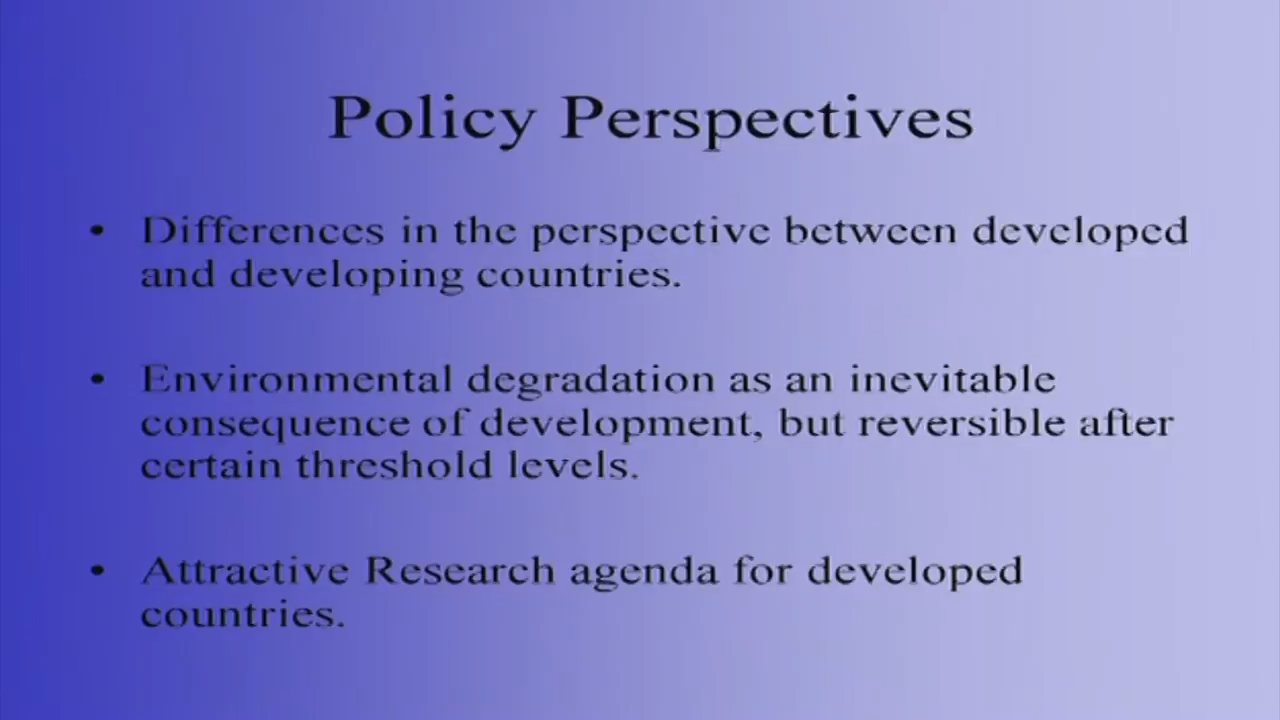 Policy Perspectives
• Differences in the perspective between developed
and developing countries.
• Environmental degradation as an inevitable
consequence of development, but reversible after
certain threshold levels.
• Attractive Research agenda for developed
countries.